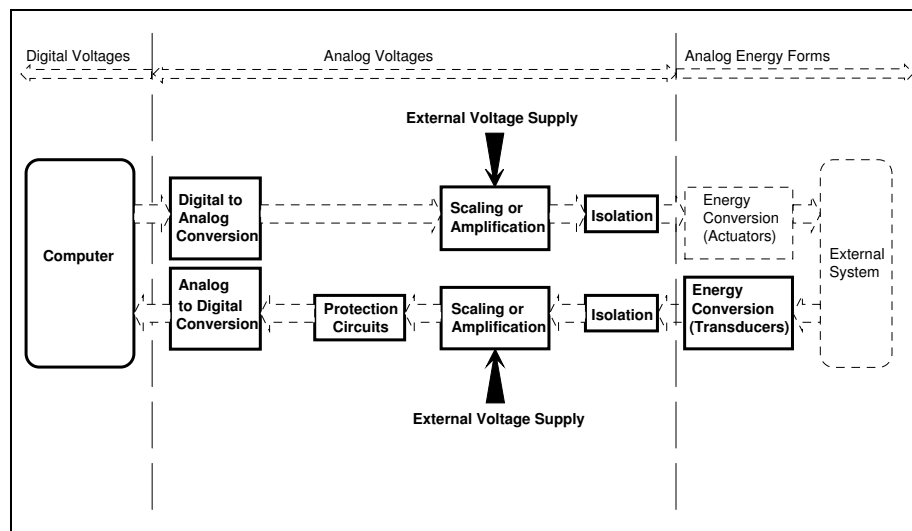 Digital Voltages
Analog Voltages
Analog Energy Forms
External Voltage Supply
Computer
Digital to
Analog
Conversion
Scaling or
Amplification
Isolation
Energy
Conversion
(Actuators)
External
System
Analog
to Digital
Conversion
Protection
Circuits
Scaling or
Amplification
Isolation
Energy
Conversion
(Transducers)
External Voltage Supply